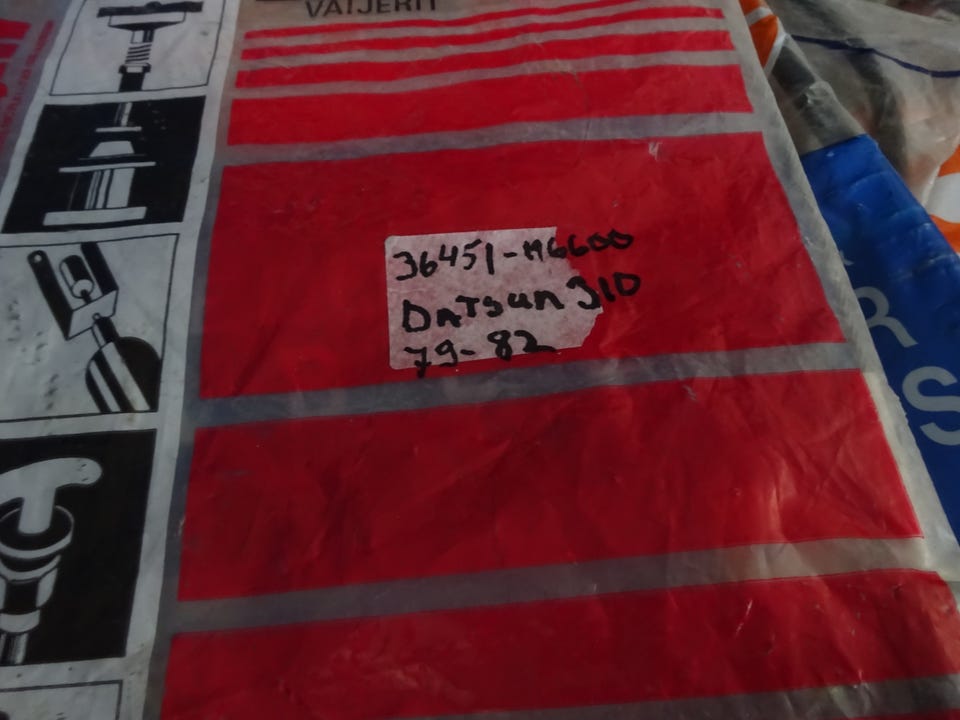 VAIJERIT
36451-M6600
DATSUN 310
79-82
R
S